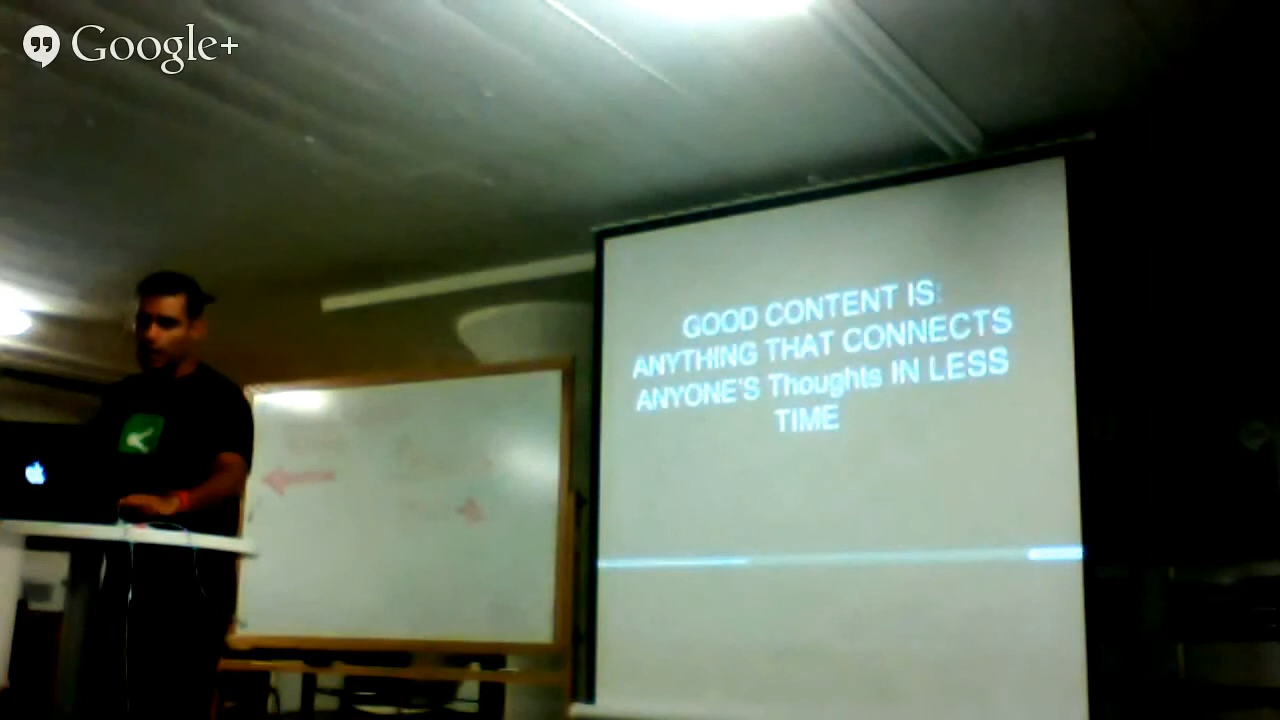 Google+
GOOD CONTENT IS:
ANYTHING THAT CONNECTS
ANYONE'S Thoughts IN LESS
TIME